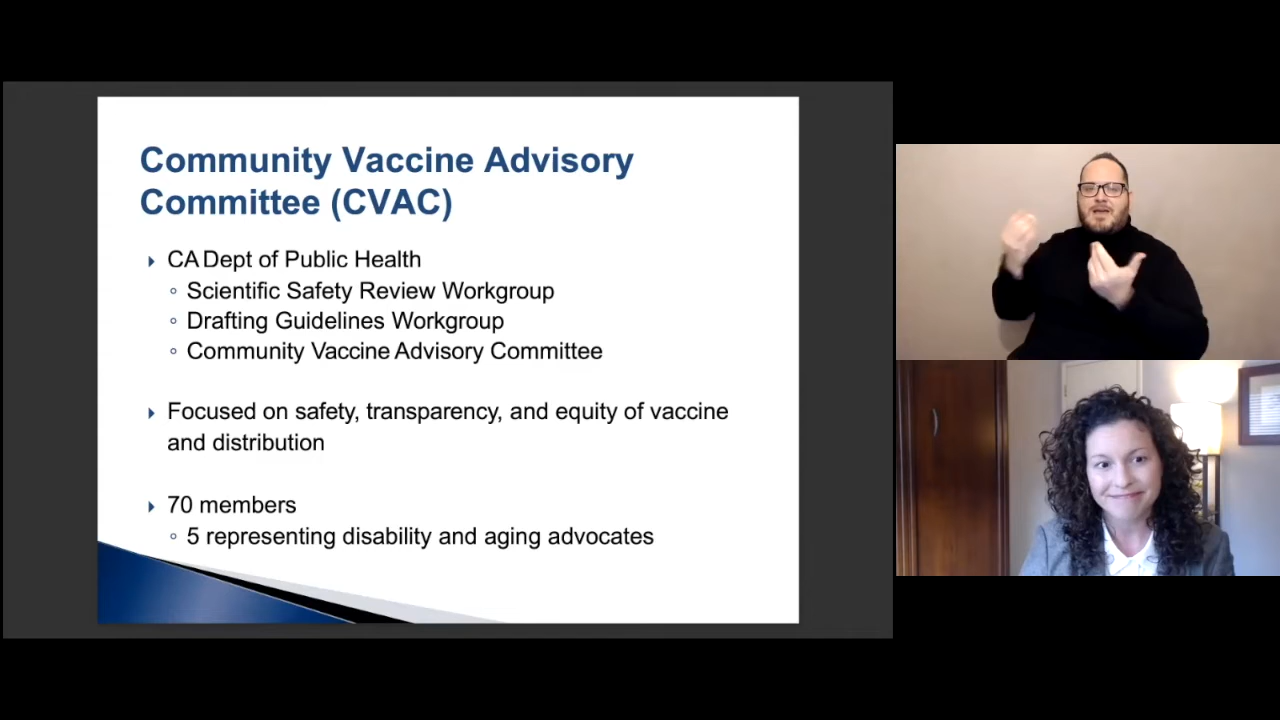 Community Vaccine Advisory
Committee (CVAC)
CA Dept of Public Health
Scientific Safety Review Workgroup
Drafting Guidelines Workgroup
Community Vaccine Advisory Committee
Focused on safety, transparency, and equity of vaccine
and distribution
70 members
5 representing disability and aging advocates